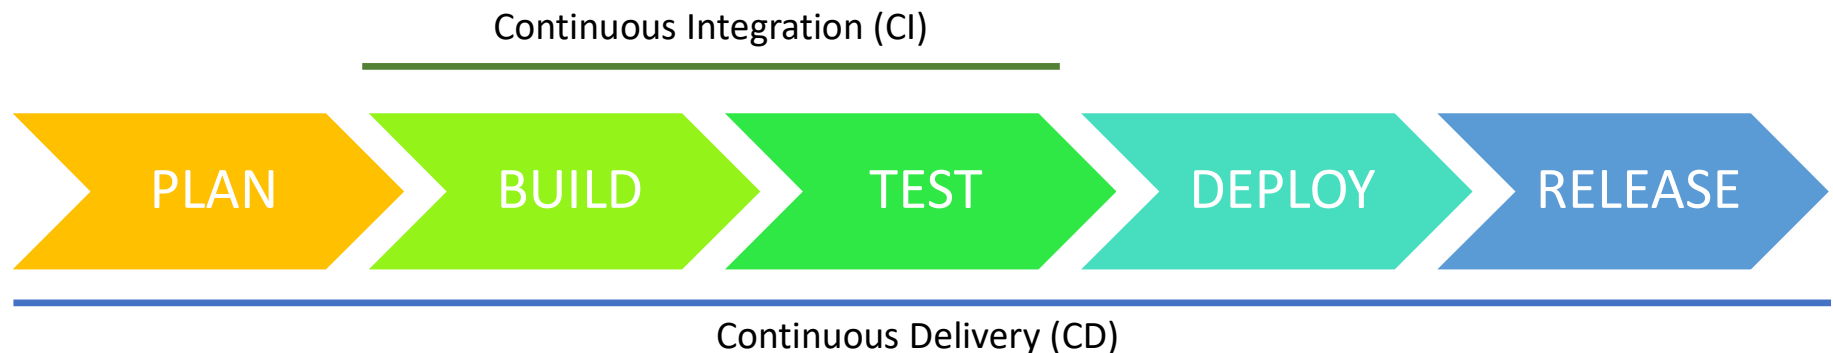 Continuous Integration (CI)
PLAN
BUILD
TEST
DEPLOY
RELEASE
Continuous Delivery (CD)